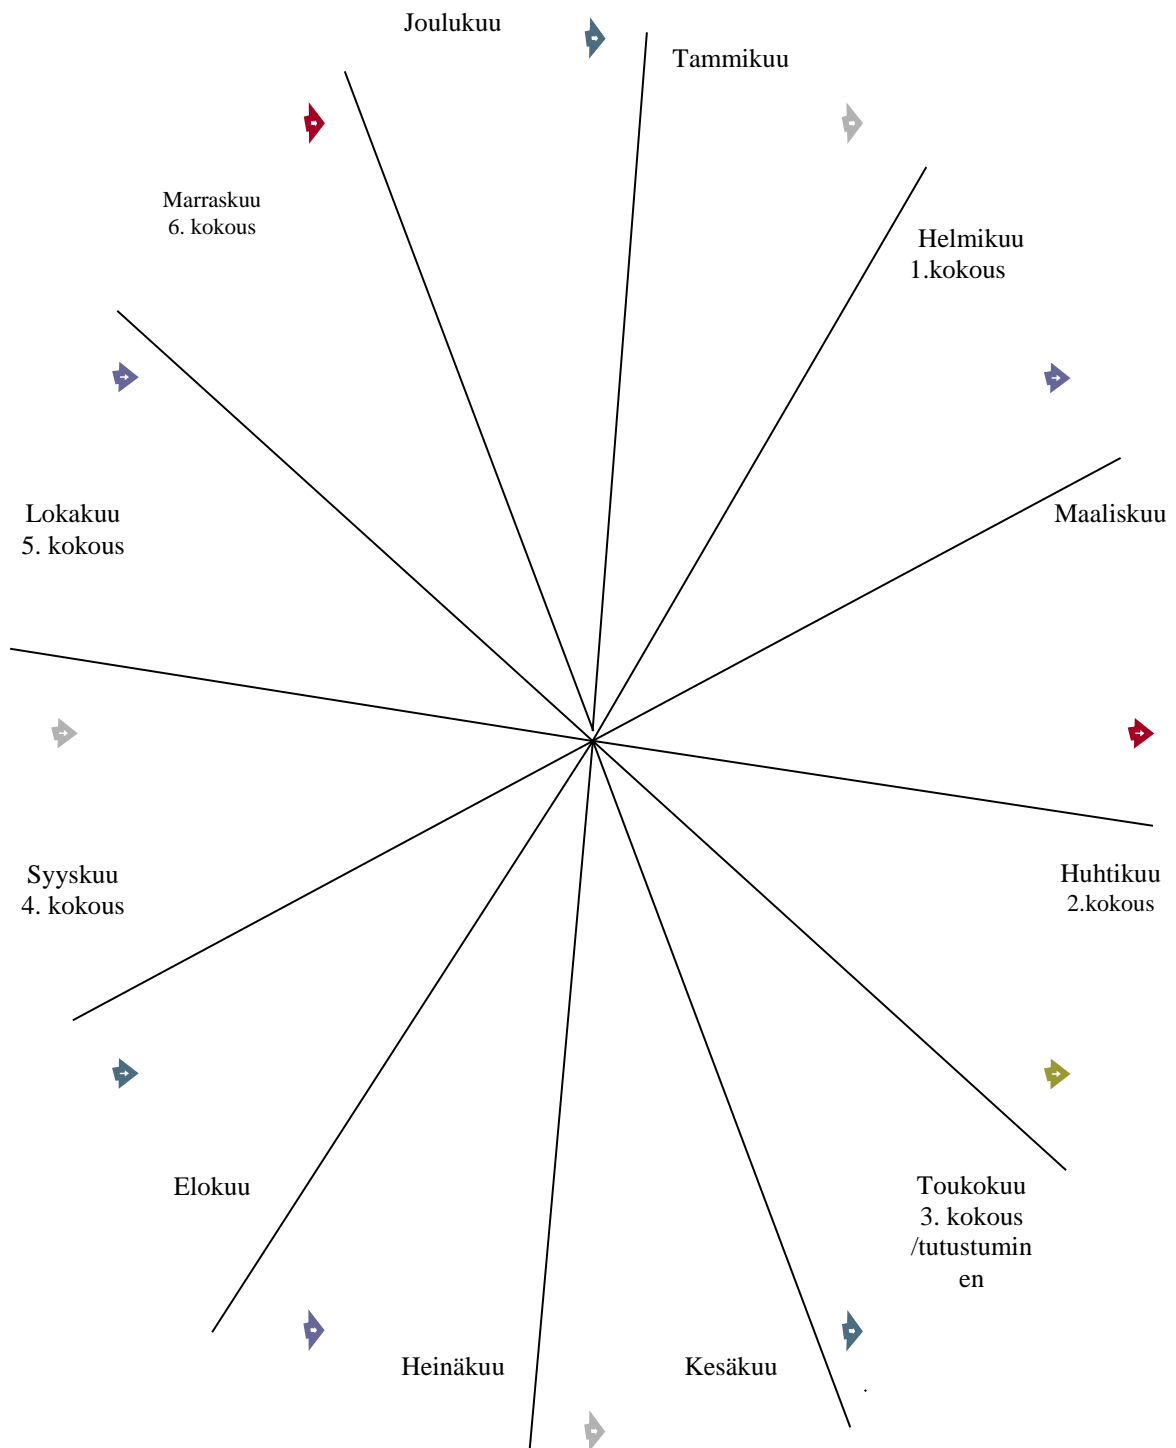 Joulukuu
Tammikuu
Marraskuu
6. kokous
Helmikuu
1.kokous
Lokakuu
5. kokous
Maaliskuu
Syyskuu
4. kokous
Huhtikuu
2.kokous
Elokuu
Toukokuu
3. kokous
/tutustumin
en
Heinäkuu
Kesäkuu
.